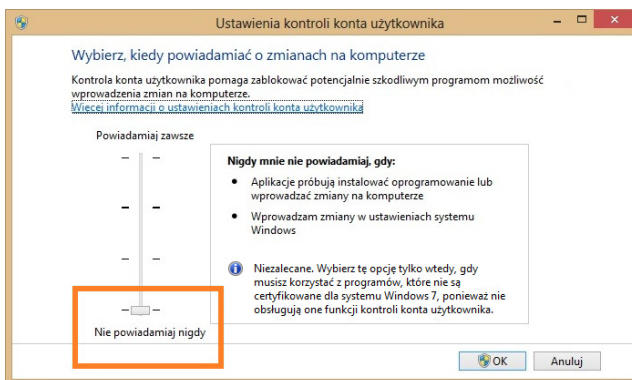 Ustawienia kontroli konta użytkownika
Wybierz, kiedy powiadamiać o zmianach na komputerze
Kontrola konta użytkownika pomaga zablokować potencjalnie szkodliwym programom możliwość
wprowadzenia zmian na komputerze.
Więcej informacji o ustawieniach kontroli konta użytkownika
Powiadamiaj zawsze
Nigdy mnie nie powiadamiaj, gdy:
• Aplikacje próbują instalować oprogramowanie lub
wprowadzać zmiany na komputerze
• Wprowadzam zmiany w ustawieniach systemu
Windows
Niezalecane. Wybierz tę opcję tylko wtedy, gdy
musisz korzystać z programów, które nie są
certyfikowane dla systemu Windows 7, ponieważ nie
obsługują one funkcji kontroli konta użytkownika.
Nie powiadamiaj nigdy
OK
Anuluj